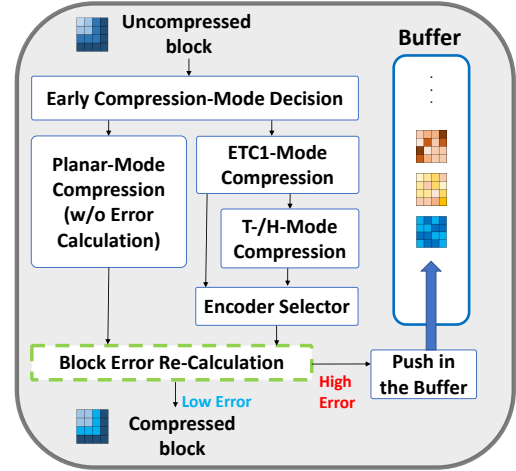 Uncompressed
block
Buffer
.
.
.
Early Compression-Mode Decision
Planar-Mode
Compression
(w/o Error
Calculation)
ETC1-Mode
Compression
T-/H-Mode
Compression
Encoder Selector
Block Error Re-Calculation
High
Error
Push in
the Buffer
Low Error
Compressed
block